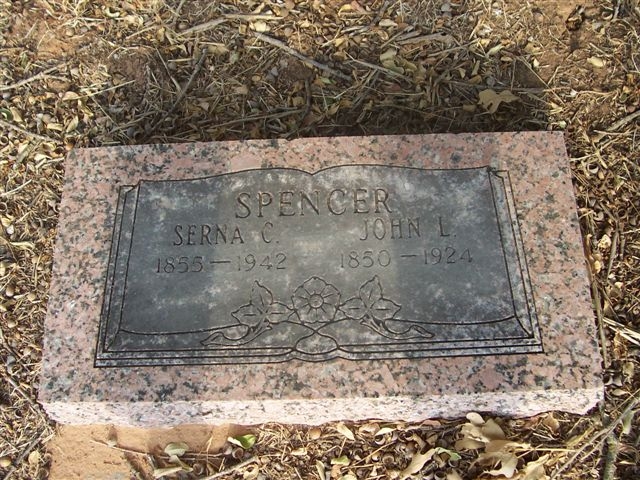 SPENCER
SERNA C. JOHN L.
1855-1942 1850-1924